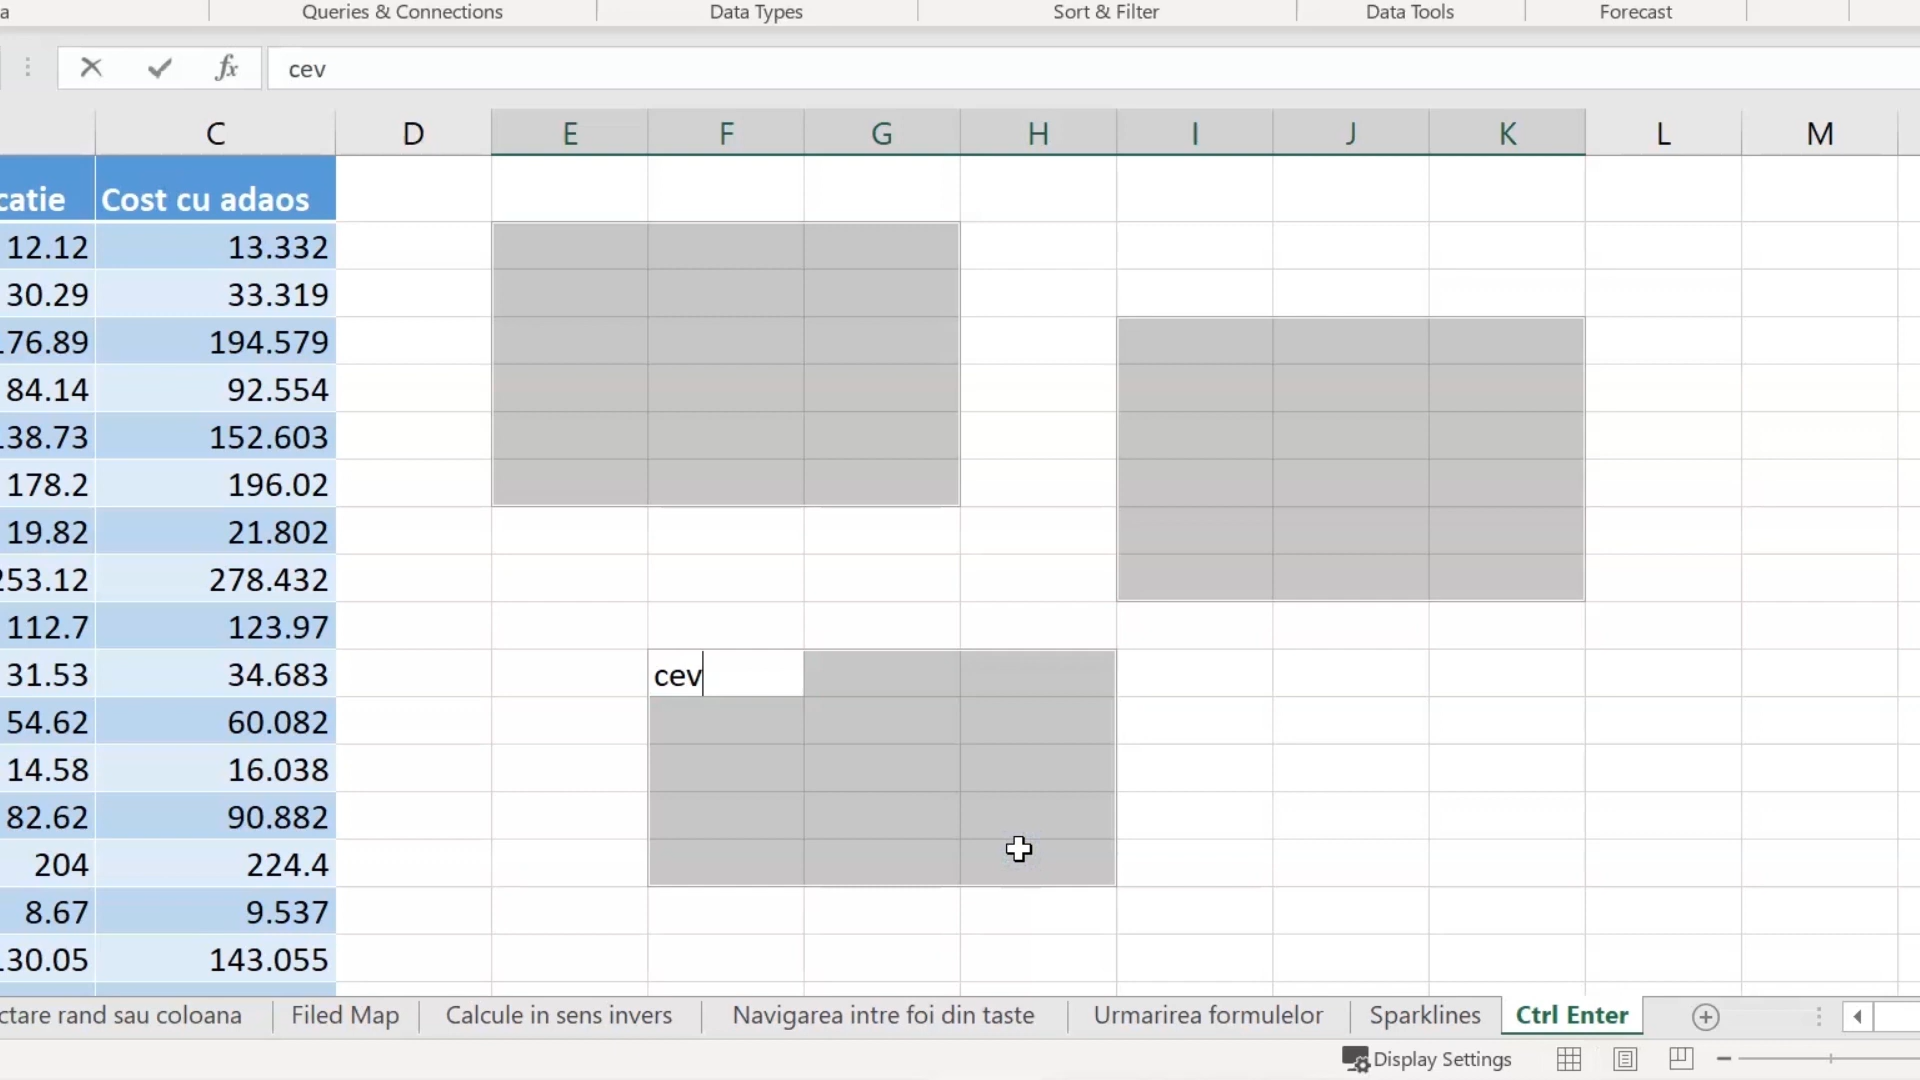 a Queries & Connections Data Types Sort & Filter Data Tools Forecast
fx cev
C D E F G H I J K L M
catie Cost cu adaos
12.12 13.332
30.29 33.319
176.89 194.579
84.14 92.554
138.73 152.603
178.2 196.02
19.82 21.802
253.12 278.432
112.7 123.97
31.53 34.683 cev
54.62 60.082
14.58 16.038
82.62 90.882
204 224.4
8.67 9.537
130.05 143.055
ctare rand sau coloana Filed Map Calcule in sens invers Navigarea intre foi din taste Urmarirea formulelor Sparklines Ctrl Enter
Display Settings